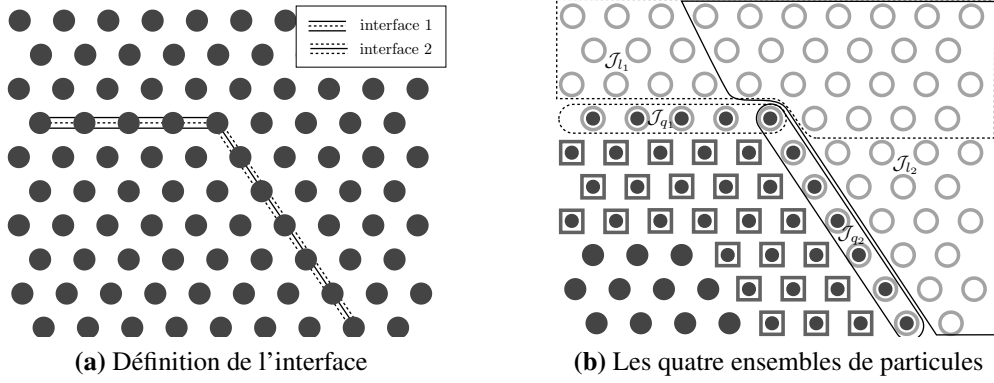 interface 1
interface 2
𝒥l₁
𝒥q₁
𝒥l₂
𝒥q₂
(a) Définition de l'interface
(b) Les quatre ensembles de particules